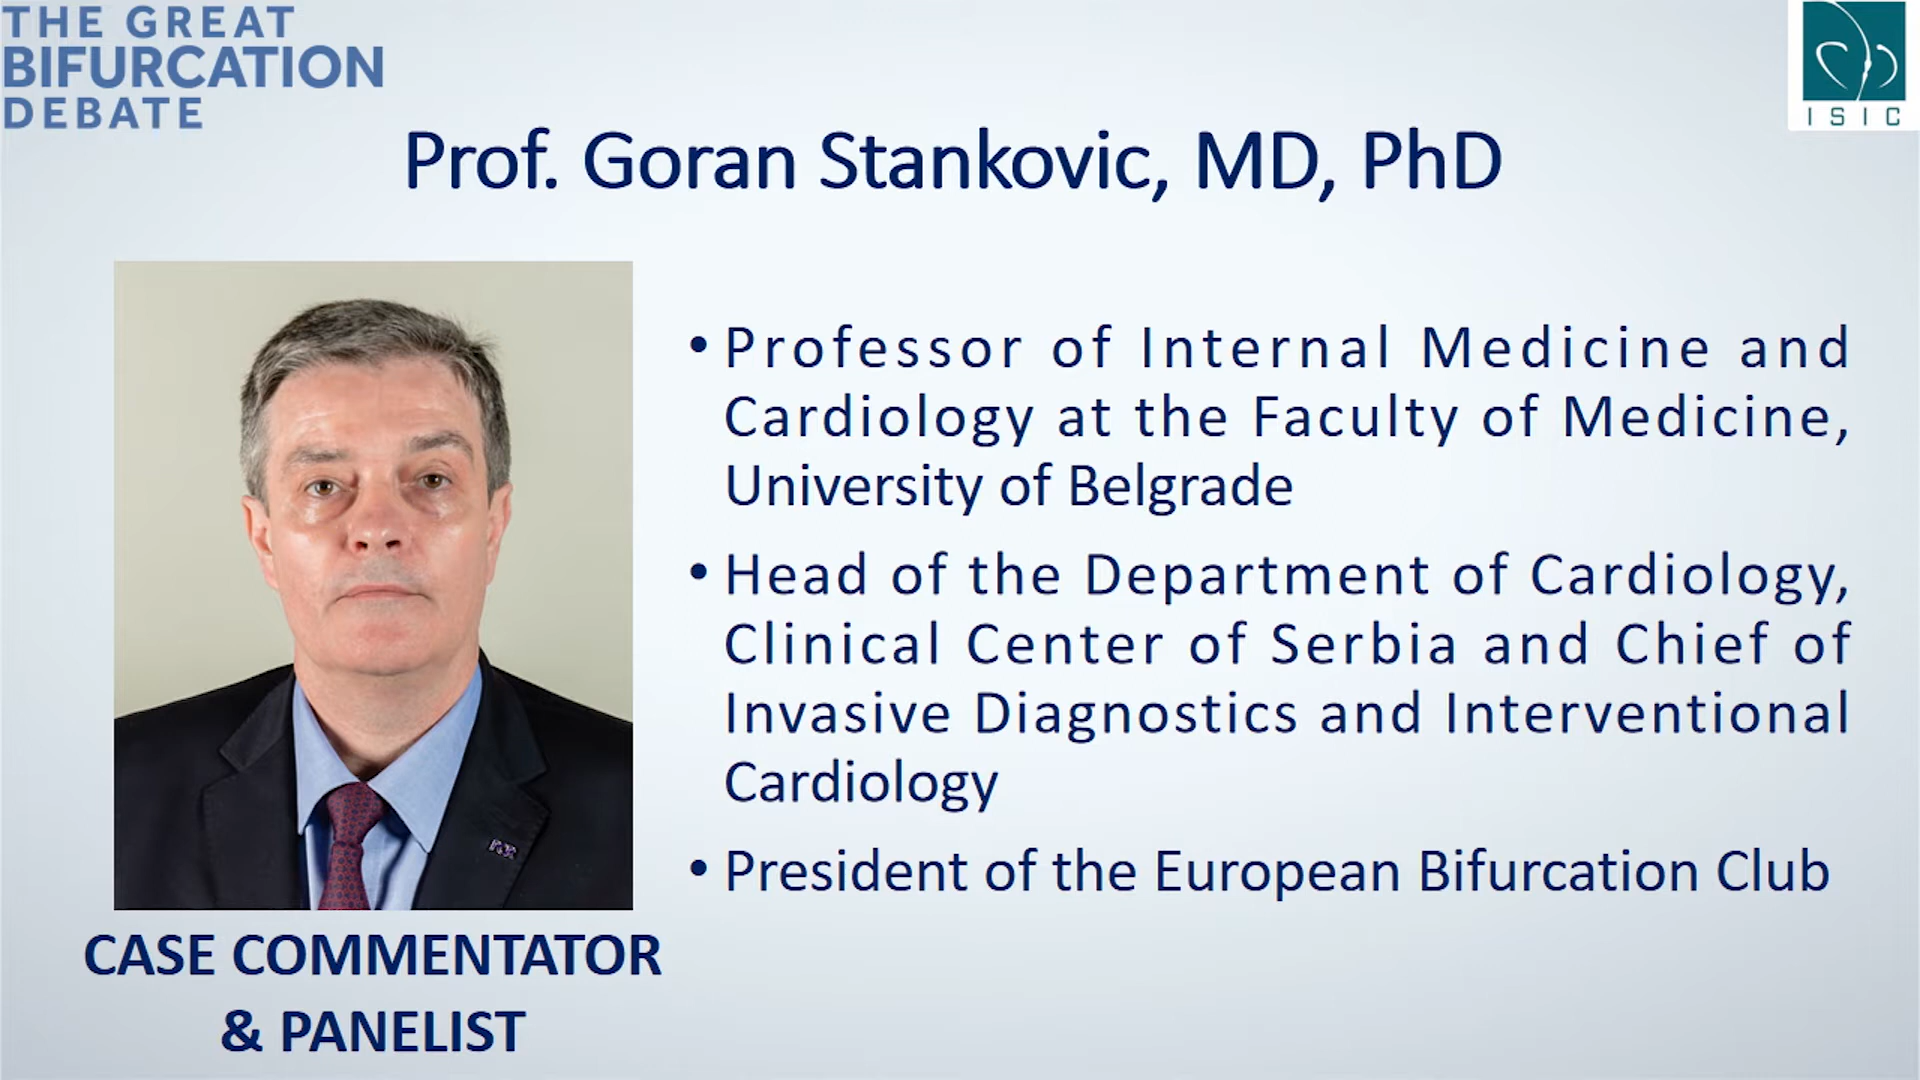 THE GREAT
BIFURCATION
DEBATE
ISIC
Prof. Goran Stankovic, MD, PhD
• Professor of Internal Medicine and
Cardiology at the Faculty of Medicine,
University of Belgrade
• Head of the Department of Cardiology,
Clinical Center of Serbia and Chief of
Invasive Diagnostics and Interventional
Cardiology
• President of the European Bifurcation Club
CASE COMMENTATOR
& PANELIST